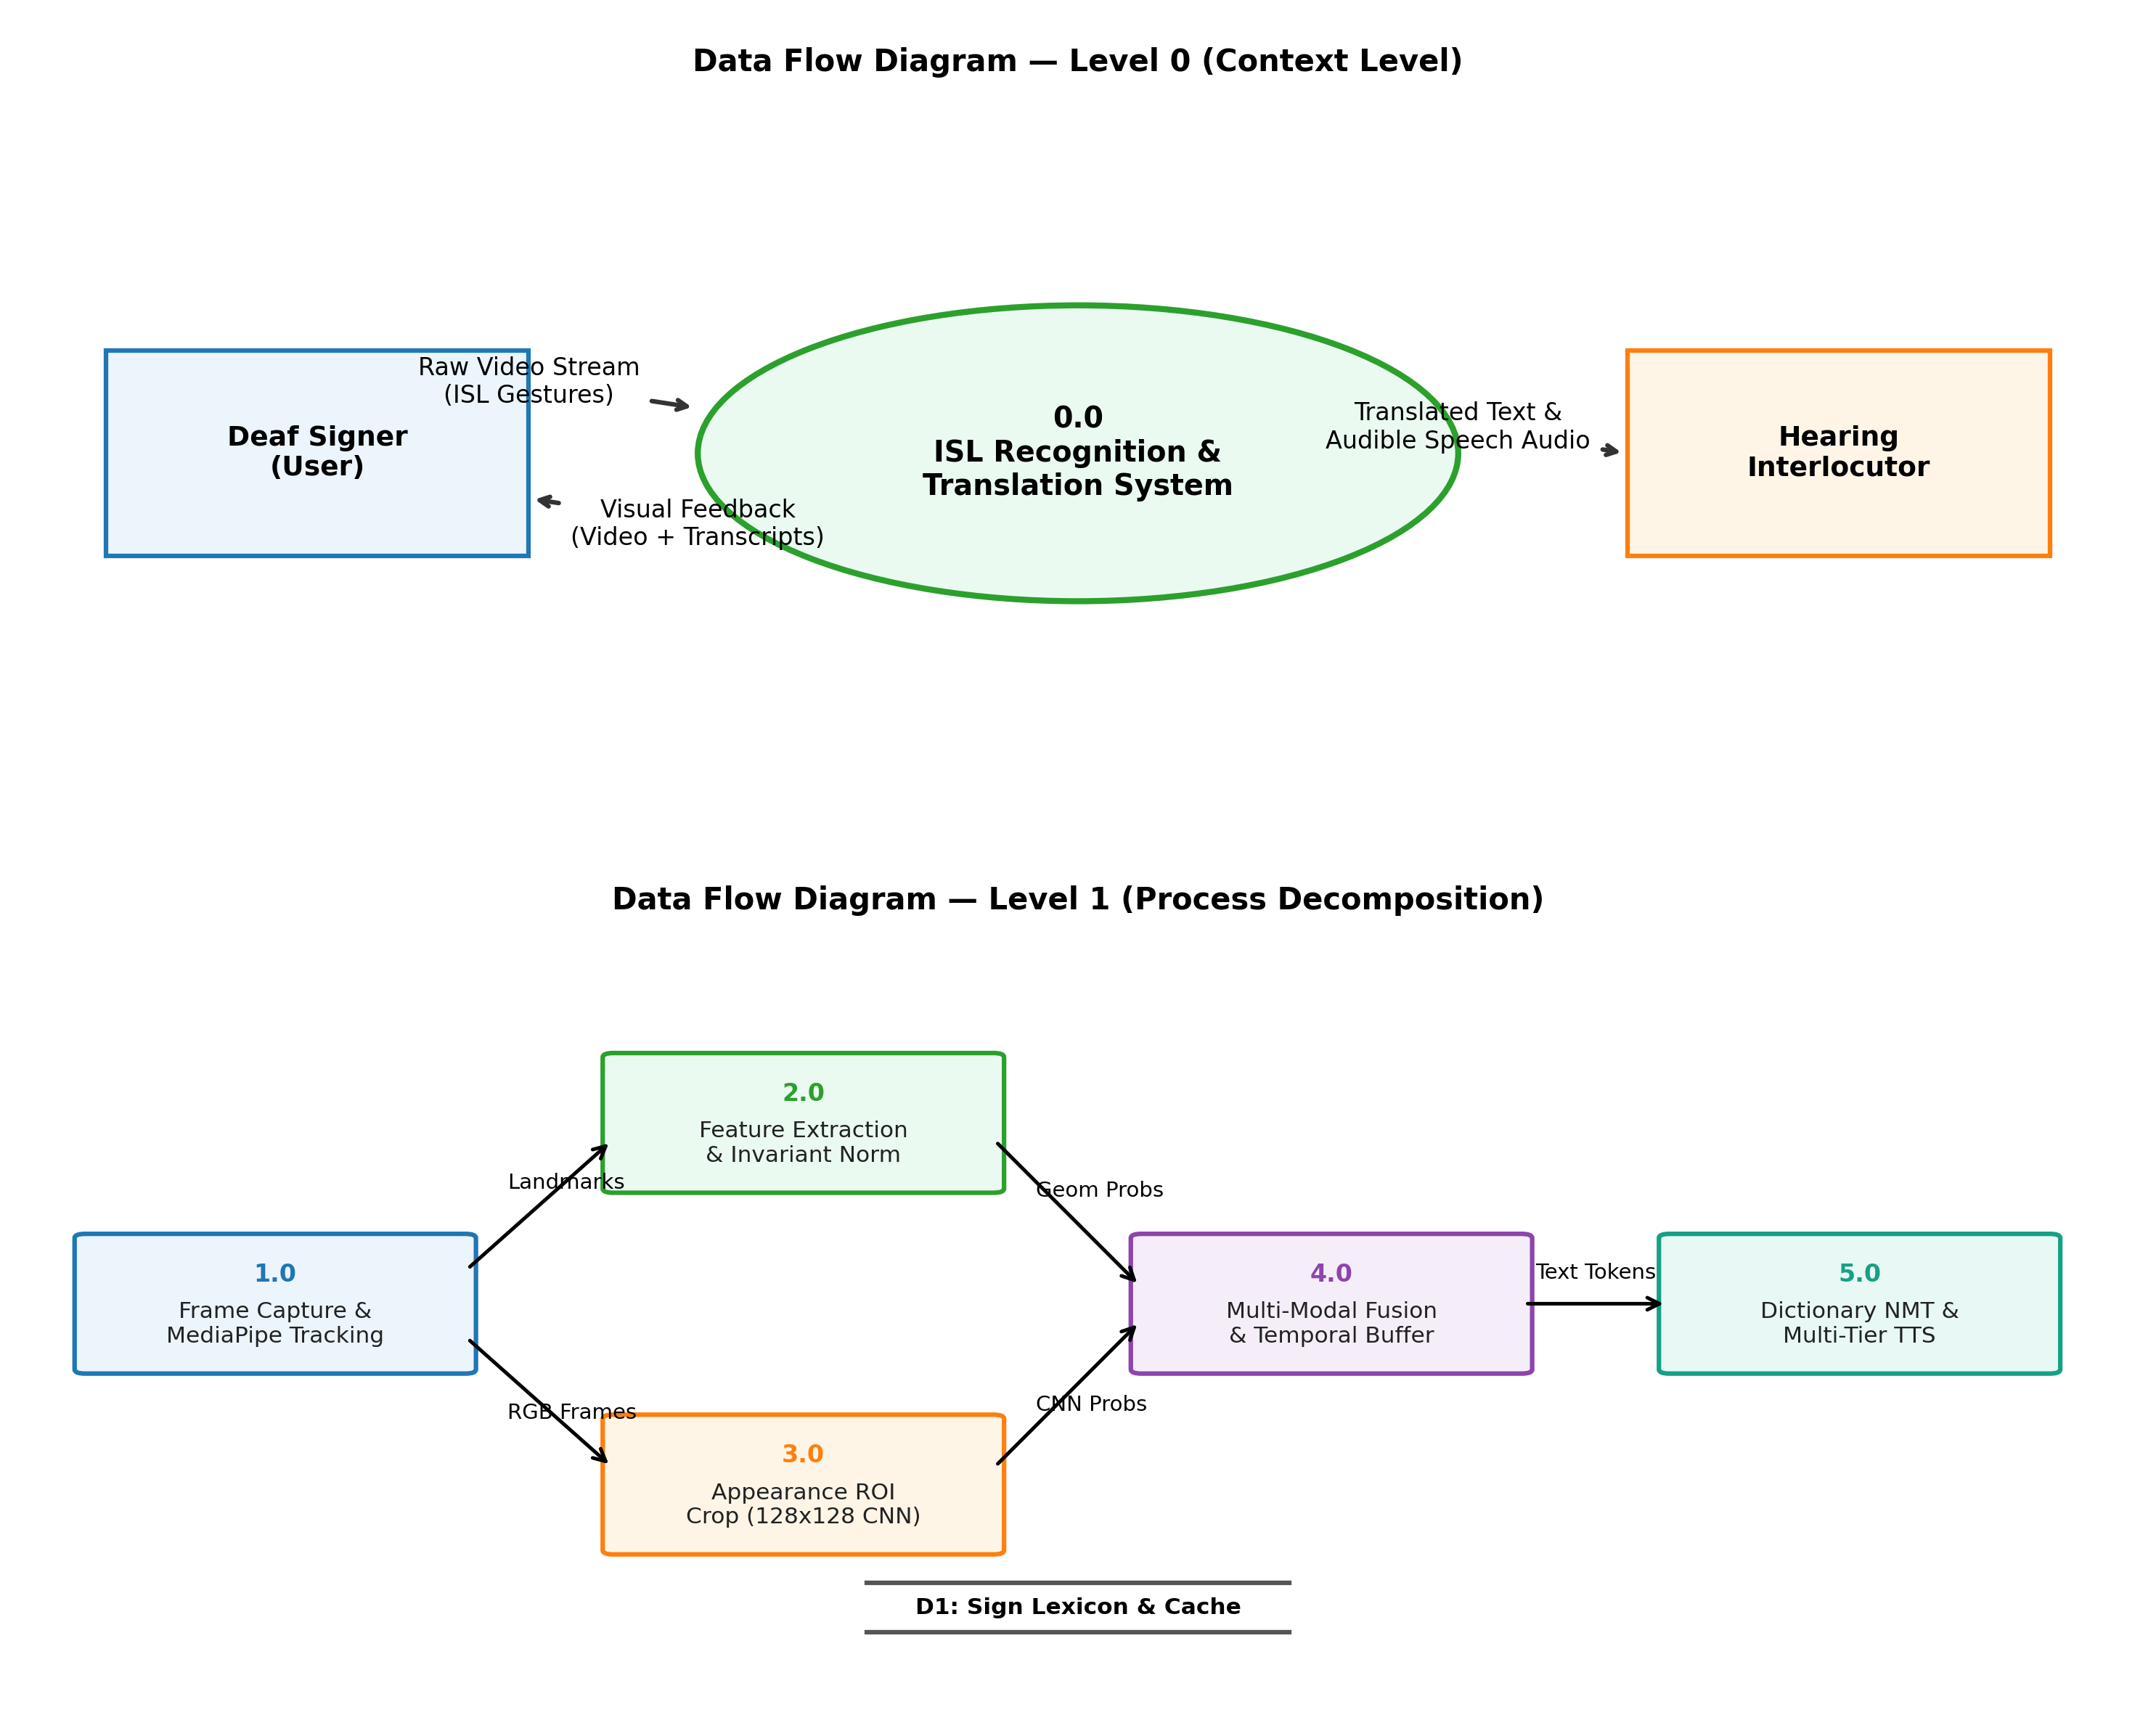 Data Flow Diagram — Level 0 (Context Level)
Raw Video Stream
(ISL Gestures)
Deaf Signer
(User)
Visual Feedback
(Video + Transcripts)
0.0
ISL Recognition &
Translation System
Translated Text &
Audible Speech Audio
Hearing
Interlocutor
Data Flow Diagram — Level 1 (Process Decomposition)
1.0
Frame Capture &
MediaPipe Tracking
Landmarks
RGB Frames
2.0
Feature Extraction
& Invariant Norm
3.0
Appearance ROI
Crop (128x128 CNN)
Geom Probs
CNN Probs
4.0
Multi-Modal Fusion
& Temporal Buffer
Text Tokens
5.0
Dictionary NMT &
Multi-Tier TTS
D1: Sign Lexicon & Cache